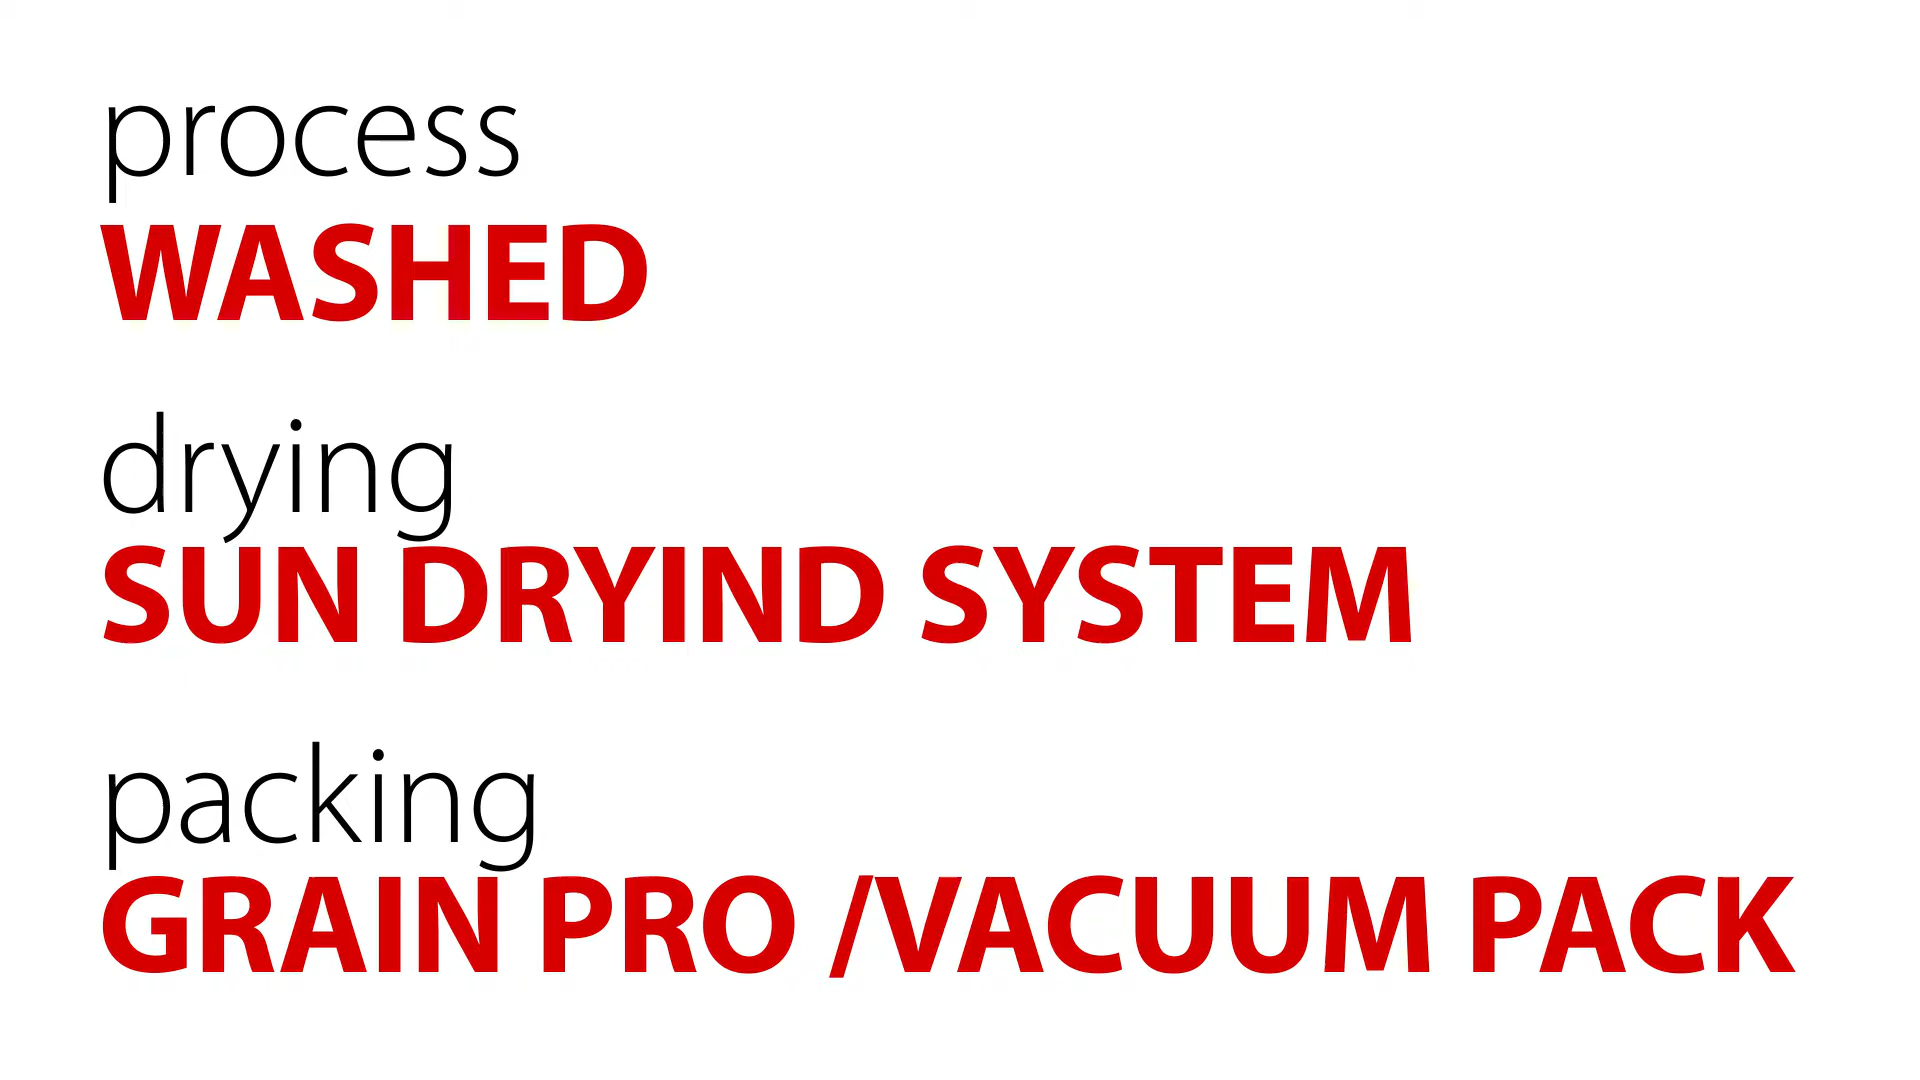 process
WASHED
drying
SUN DRYIND SYSTEM
packing
GRAIN PRO /VACUUM PACK